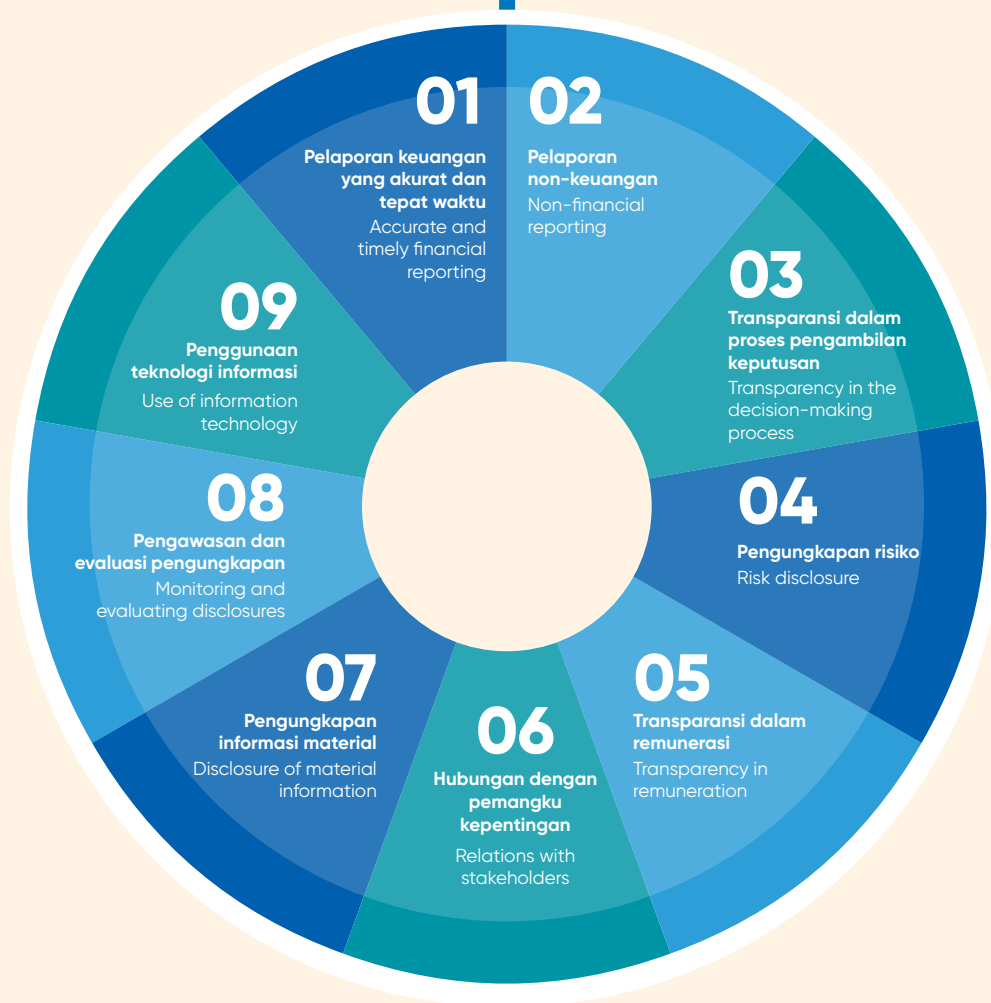 01
Pelaporan keuangan
yang akurat dan
tepat waktu
Accurate and
timely financial
reporting
02
Pelaporan
non-keuangan
Non-financial
reporting
03
Transparansi dalam
proses pengambilan
keputusan
Transparency in the
decision-making
process
04
Pengungkapan risiko
Risk disclosure
05
Transparansi dalam
remunerasi
Transparency in
remuneration
06
Hubungan dengan
pemangku
kepentingan
Relations with
stakeholders
07
Pengungkapan
informasi material
Disclosure of material
information
08
Pengawasan dan
evaluasi pengungkapan
Monitoring and
evaluating disclosures
09
Penggunaan
teknologi informasi
Use of information
technology